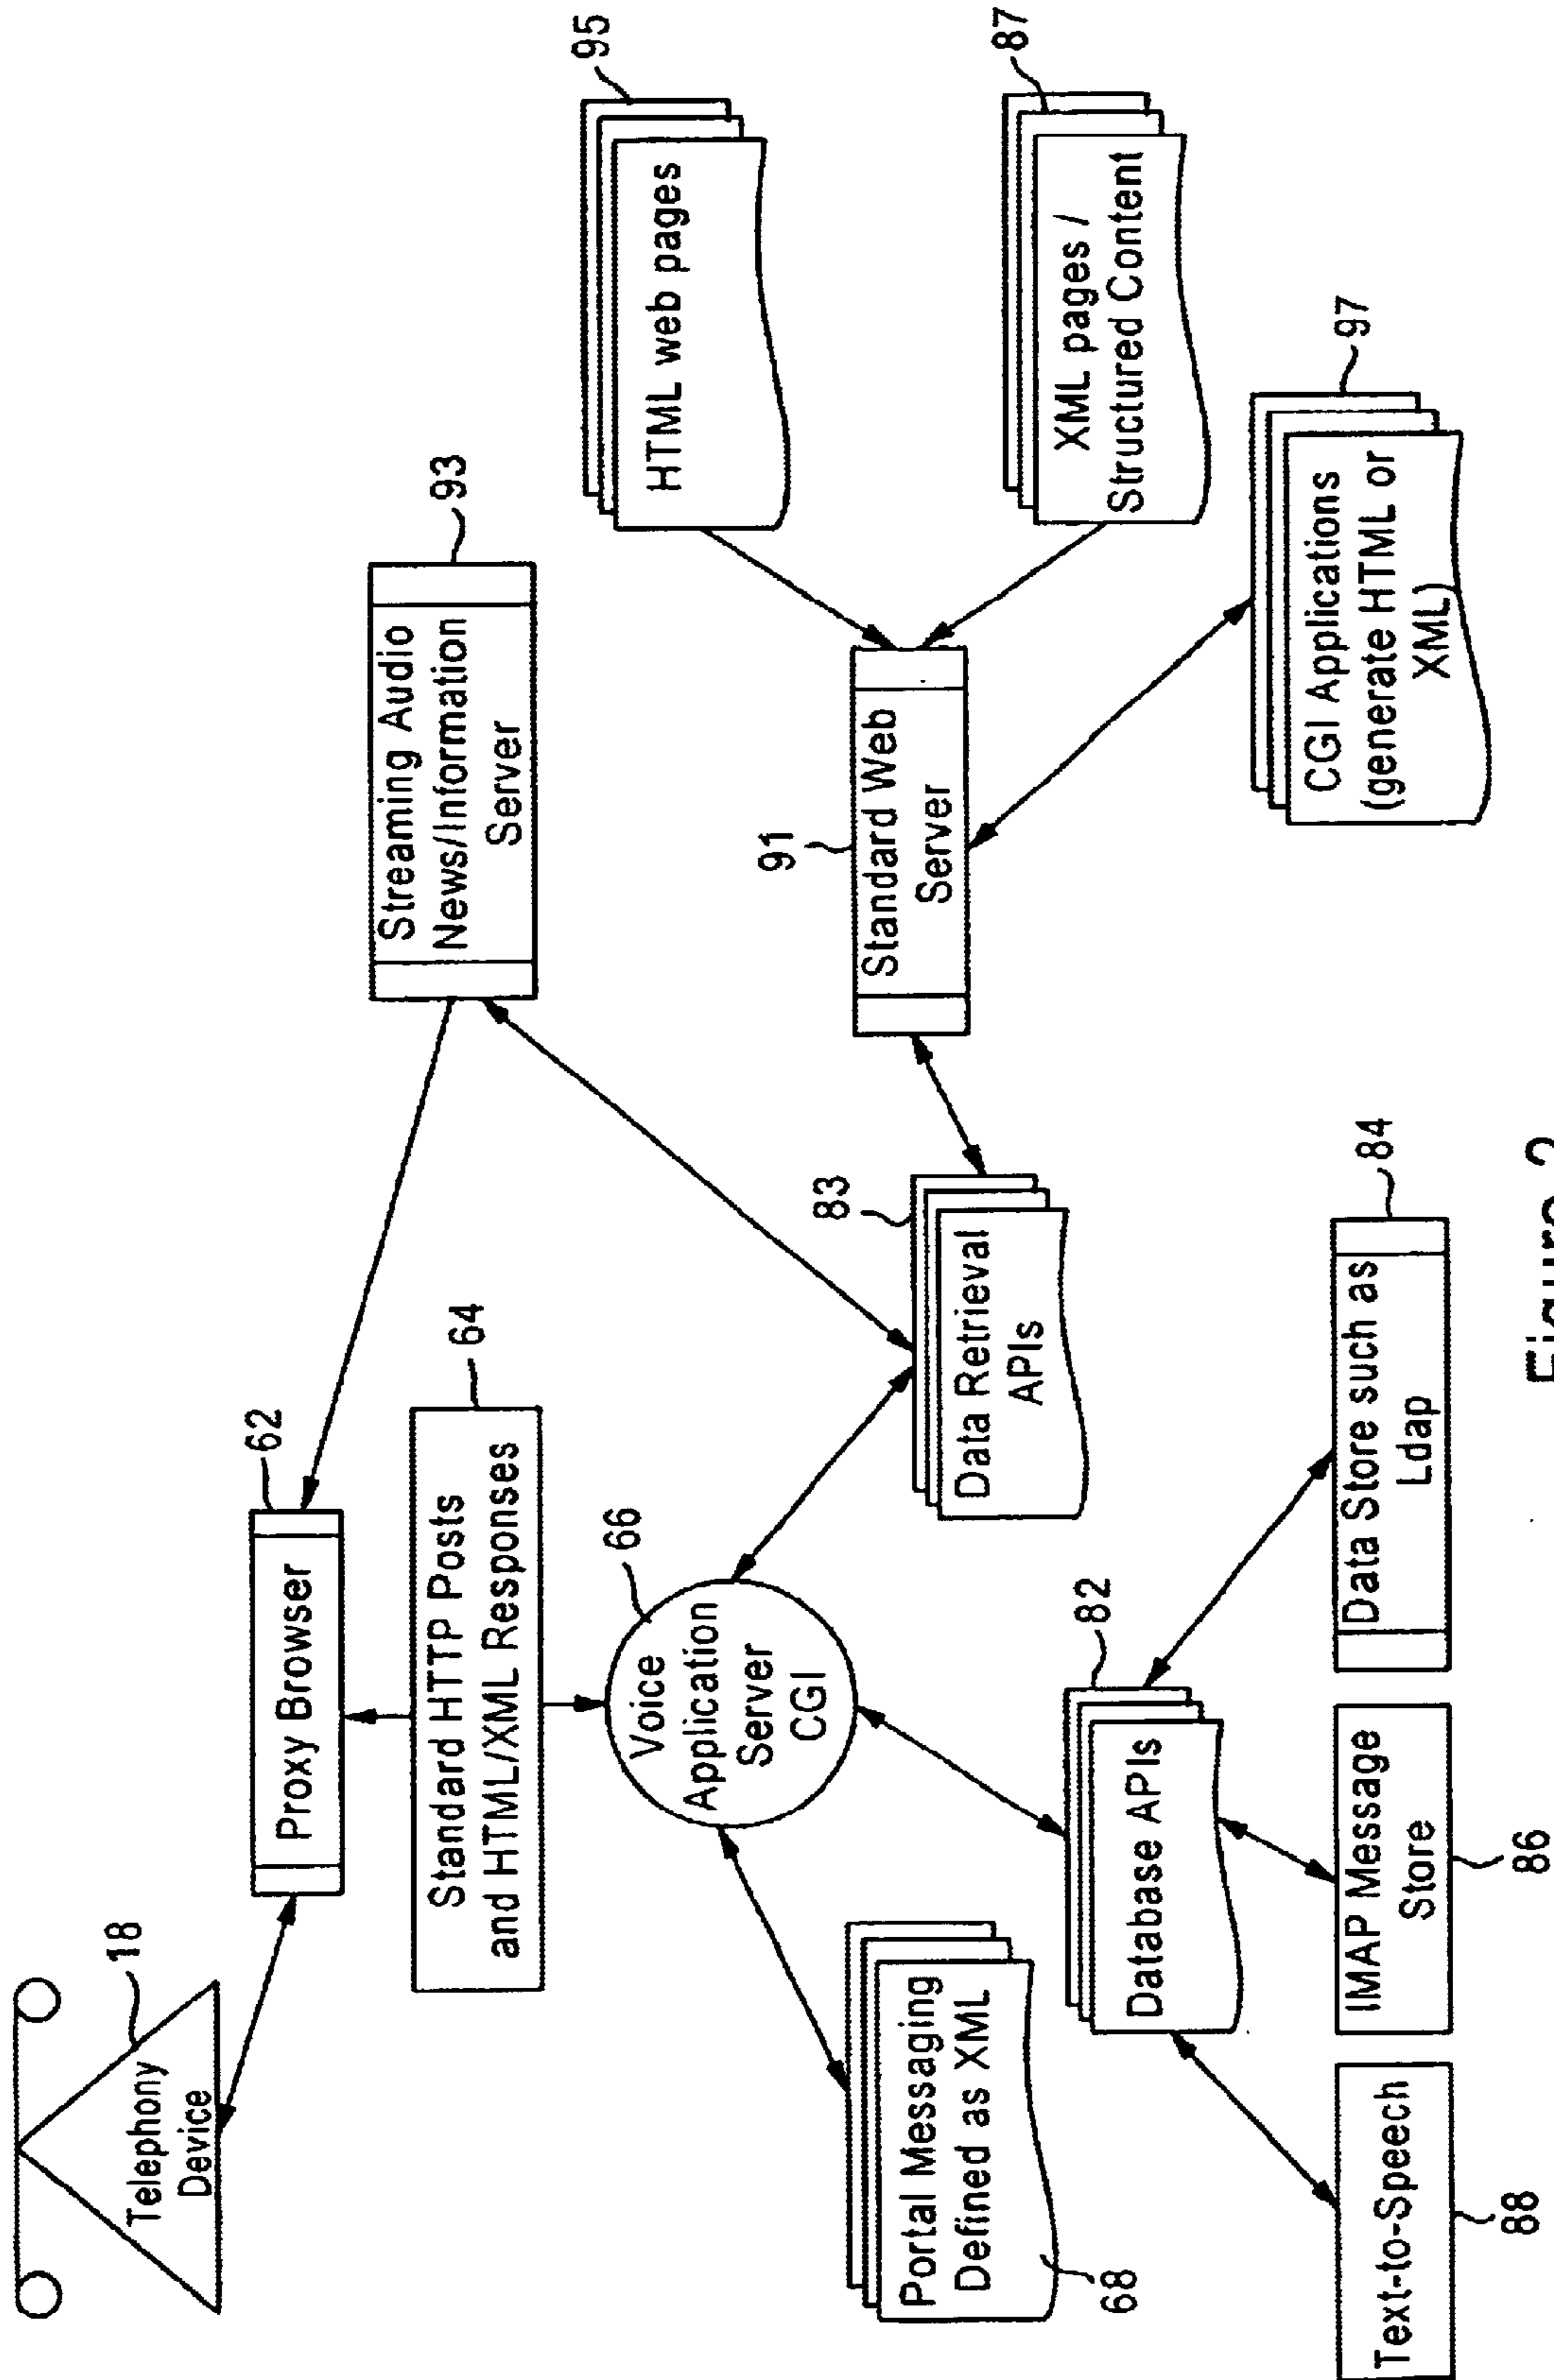 Telephony
Device
18
Proxy Browser
62
Standard HTTP Posts
and HTML/XML Responses
64
Streaming Audio
News/Information
Server
93
Voice
Application
Server
CGI
66
Portal Messaging
Defined as XML
68
Data Retrieval
APIs
83
Standard Web
Server
91
HTML web pages
95
XML pages /
Structured Content
87
CGI Applications
(generate HTML or
XML)
97
Database APIs
82
Text-to-Speech
88
IMAP Message
Store
86
Data Store such as
Ldap
84
Figure 2